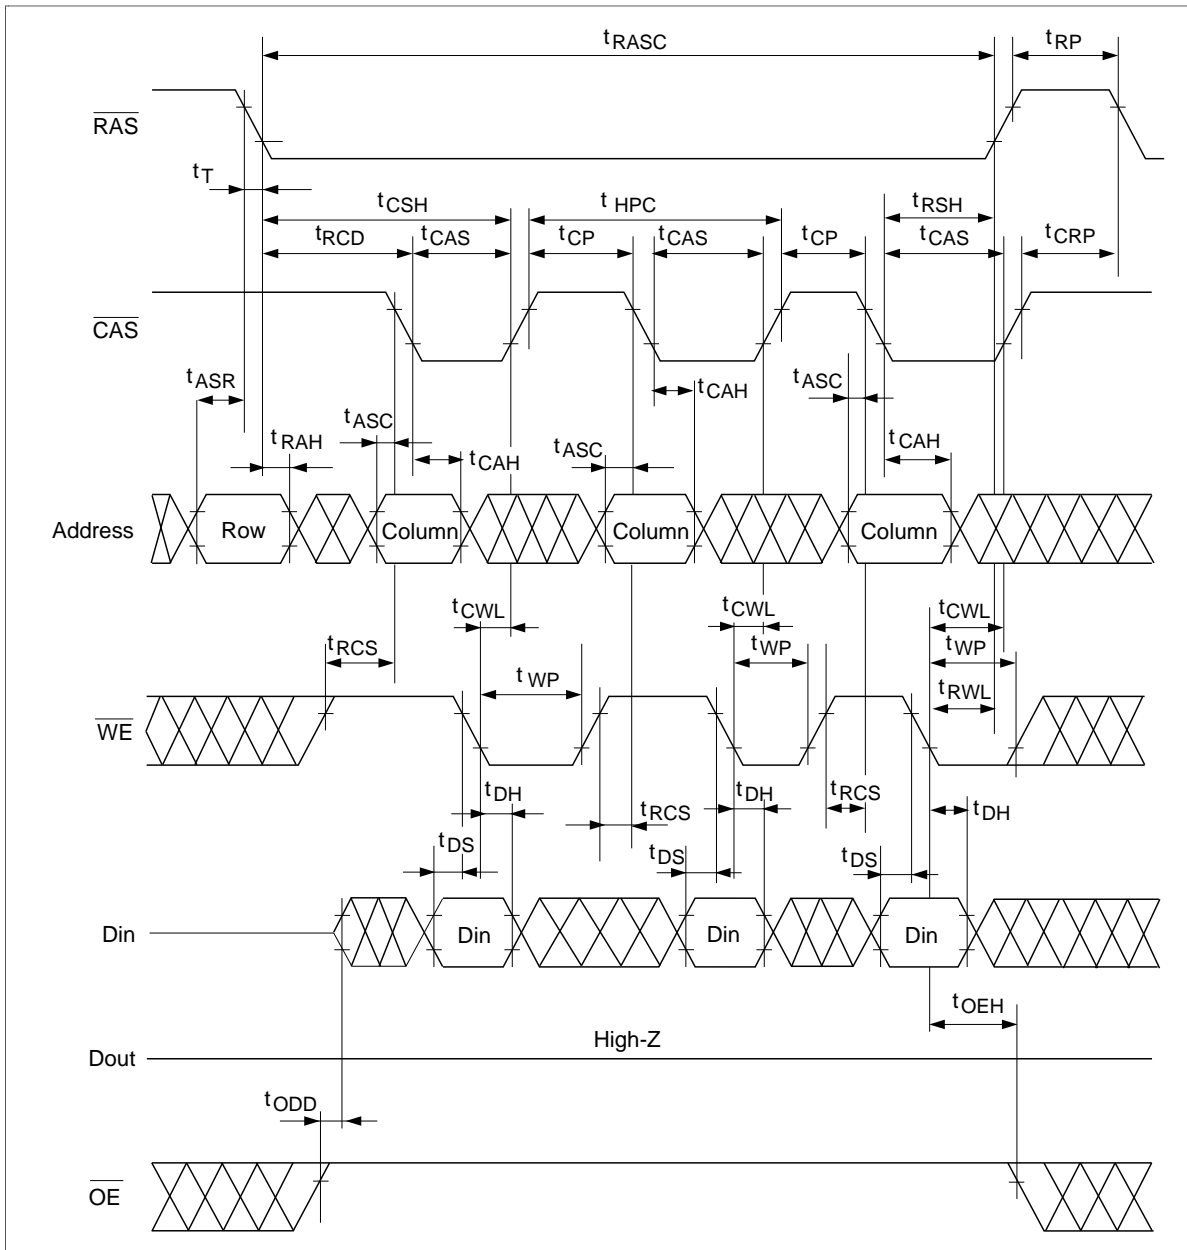 tRASC tRP
RAS
tT
tCSH tHPC tRSH
tRCD tCAS tCP tCAS tCP tCAS tCRP
CAS
tASR tASC tRAH tCAH tASC tCAH tASC tCAH
Address Row Column Column Column
tCWL tCWL tCWL
tRCS tWP tWP tWP
tRWL
WE
tDH tRCS tDH tRCS tDH
tDS tDS tDS
Din Din Din Din
tOEH
High-Z
Dout
tODD
OE